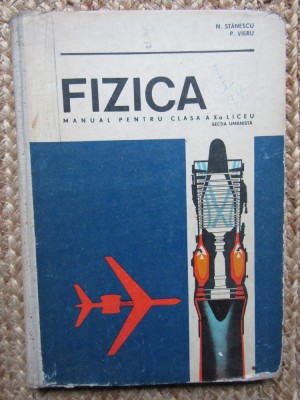 N. STĂNESCU
P. VIERU
FIZICA
MANUAL PENTRU CLASA A X-a LICEU
SECȚIA UMANISTĂ